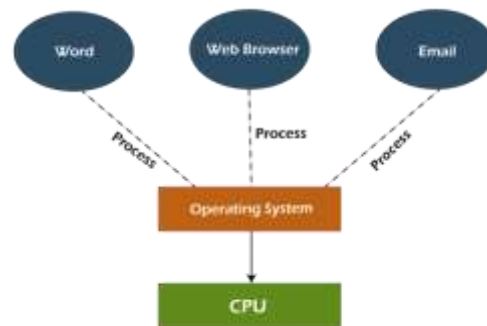 Word
Web Browser
Email
Process
Process
Process
Operating System
CPU